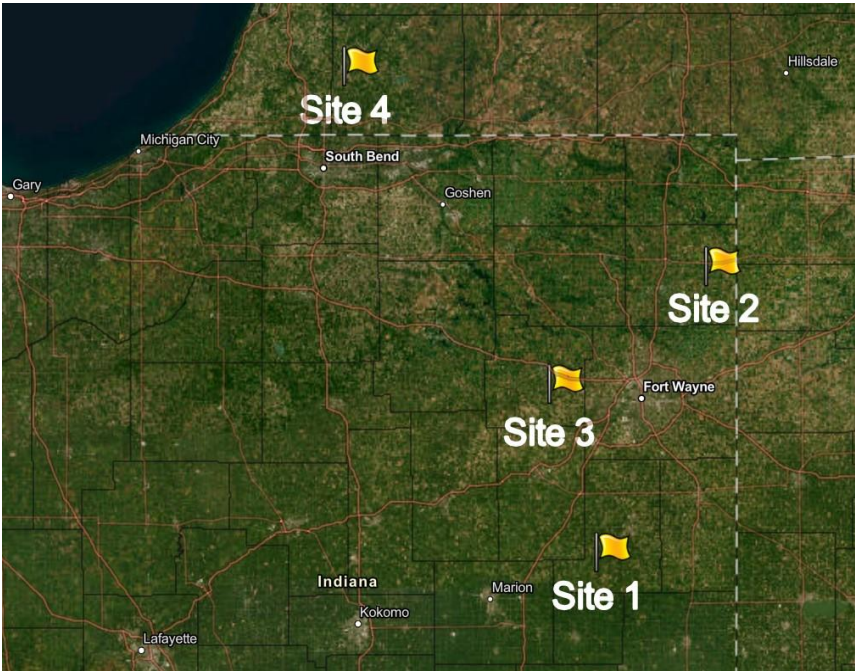 Hillsdale
Site 4
Michigan City
South Bend
Gary
Goshen
Site 2
Fort Wayne
Site 3
Indiana
Marion
Site 1
Kokomo
Lafayette